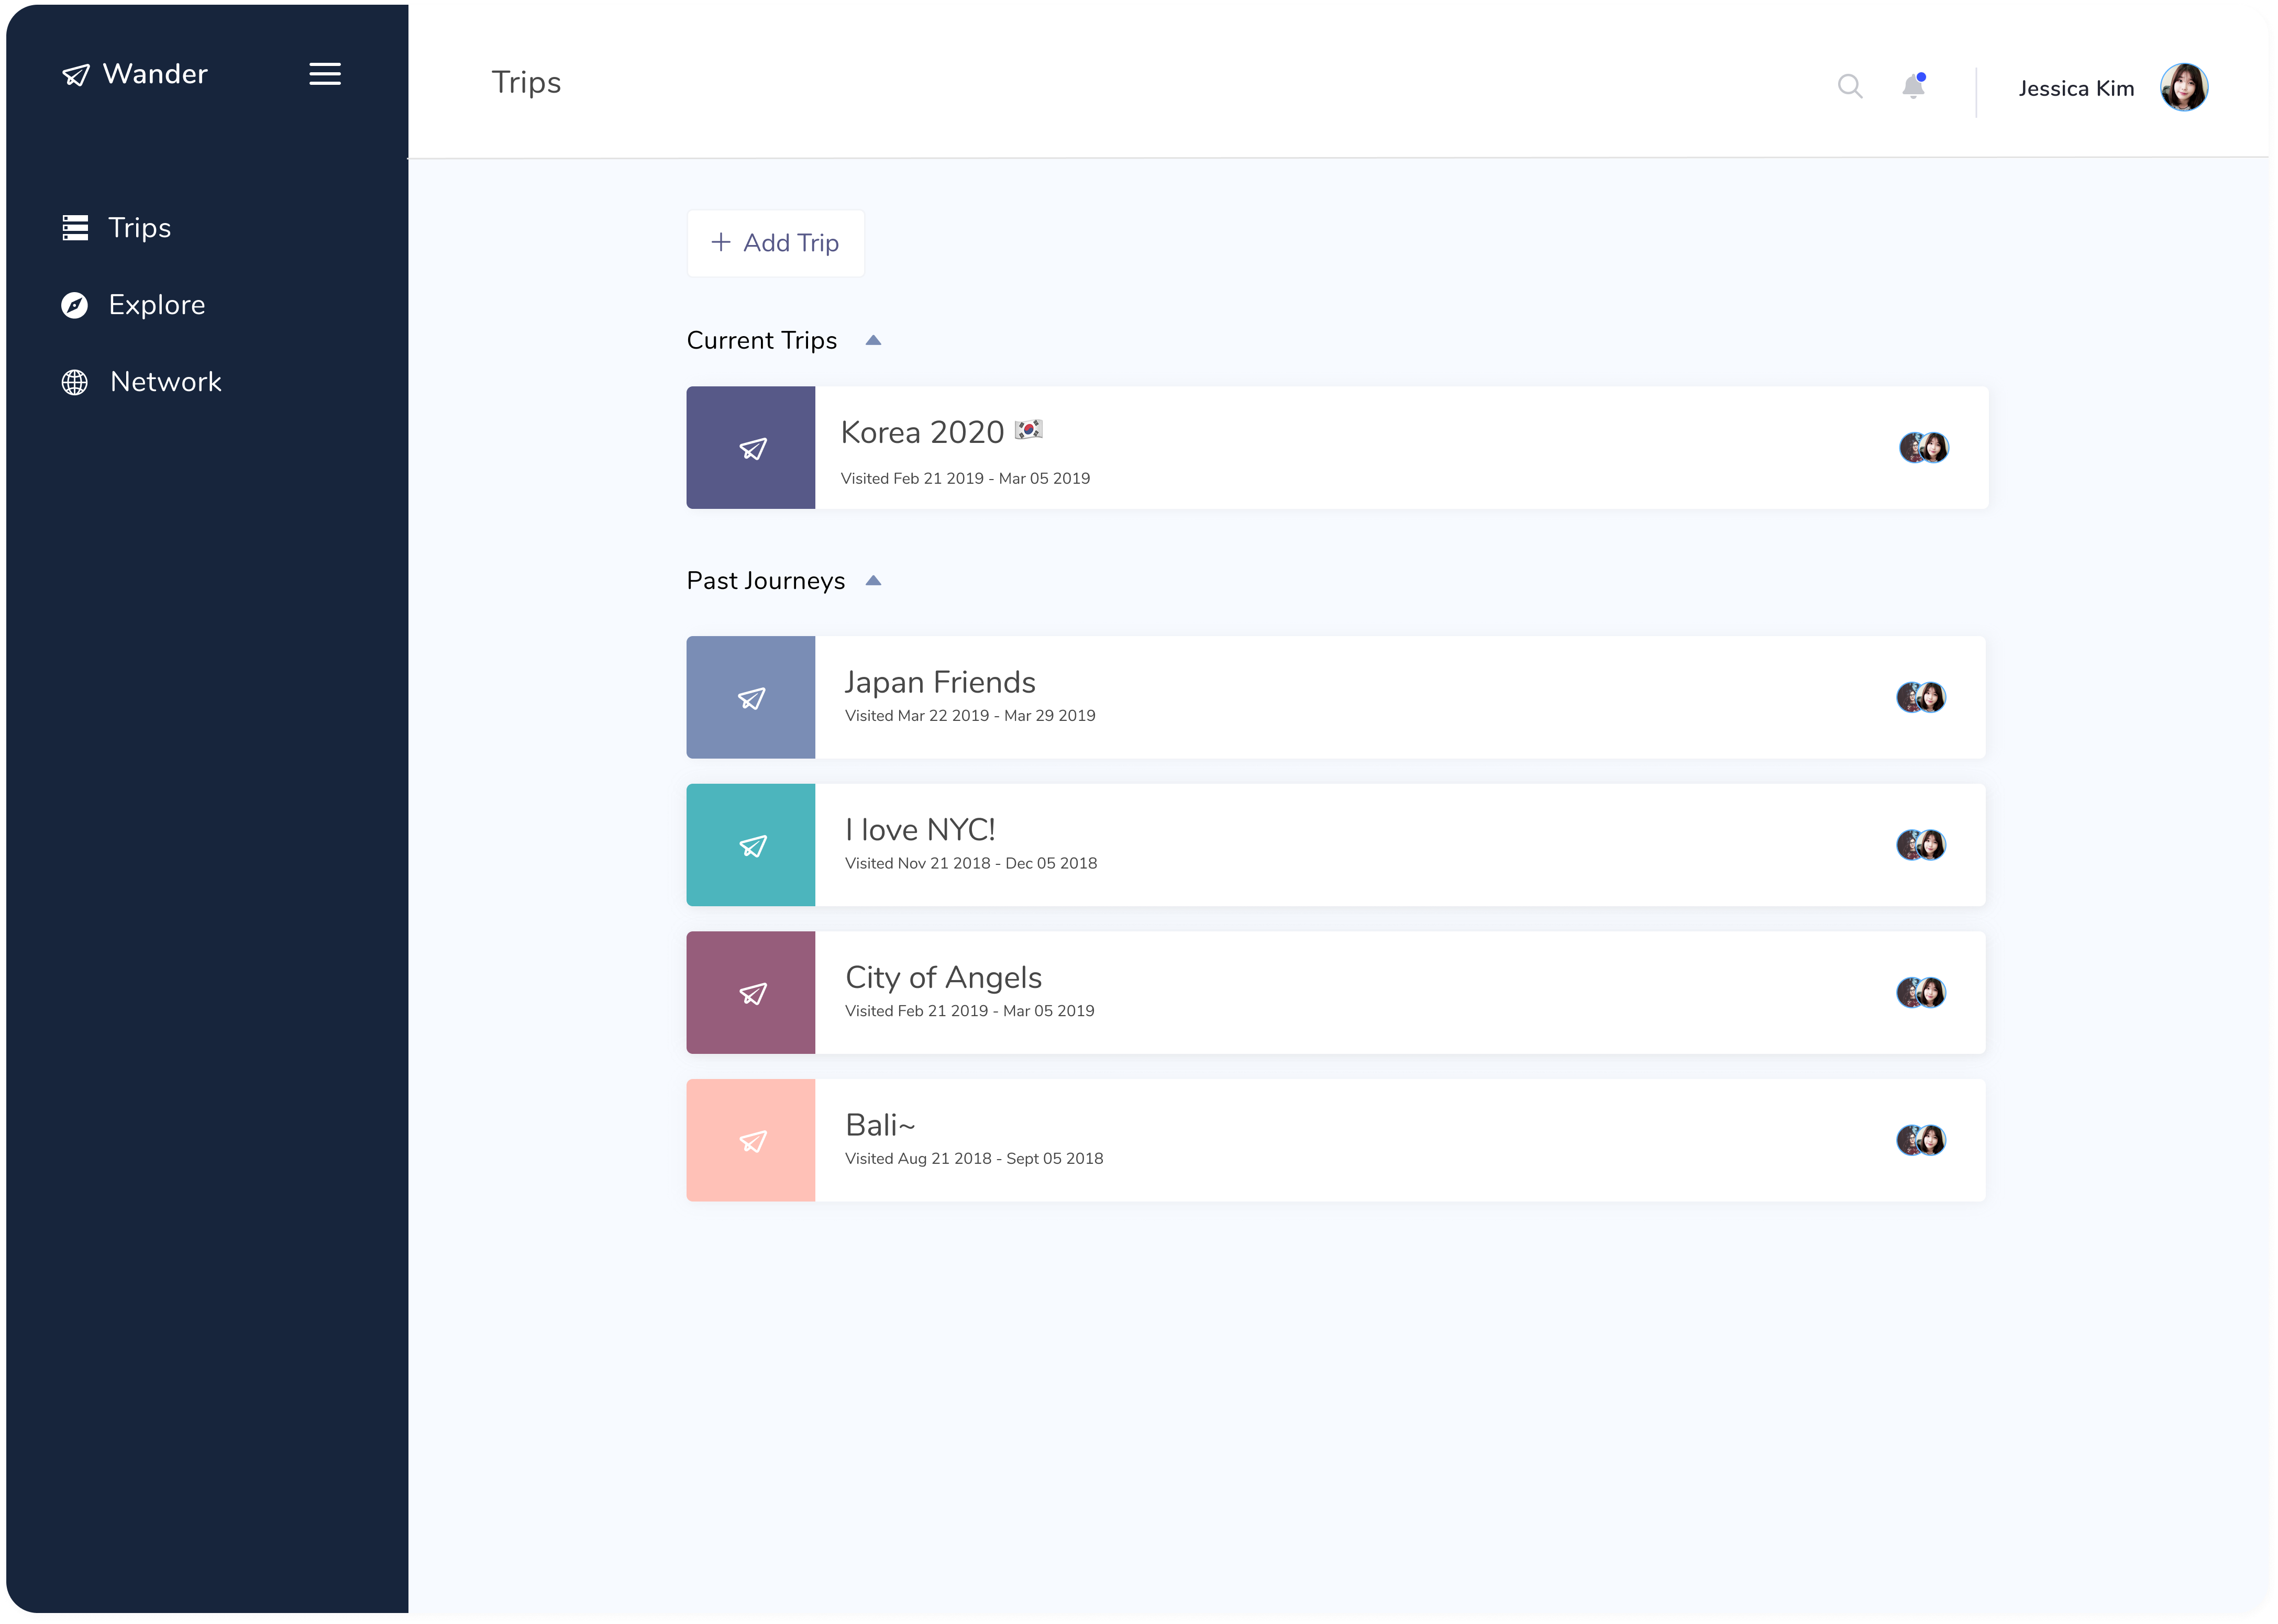 Wander
Trips
Jessica Kim
Trips
Explore
Network
+ Add Trip
Current Trips
Korea 2020 🇰🇷
Visited Feb 21 2019 - Mar 05 2019
Past Journeys
Japan Friends
Visited Mar 22 2019 - Mar 29 2019
I love NYC!
Visited Nov 21 2018 - Dec 05 2018
City of Angels
Visited Feb 21 2019 - Mar 05 2019
Bali~
Visited Aug 21 2018 - Sept 05 2018